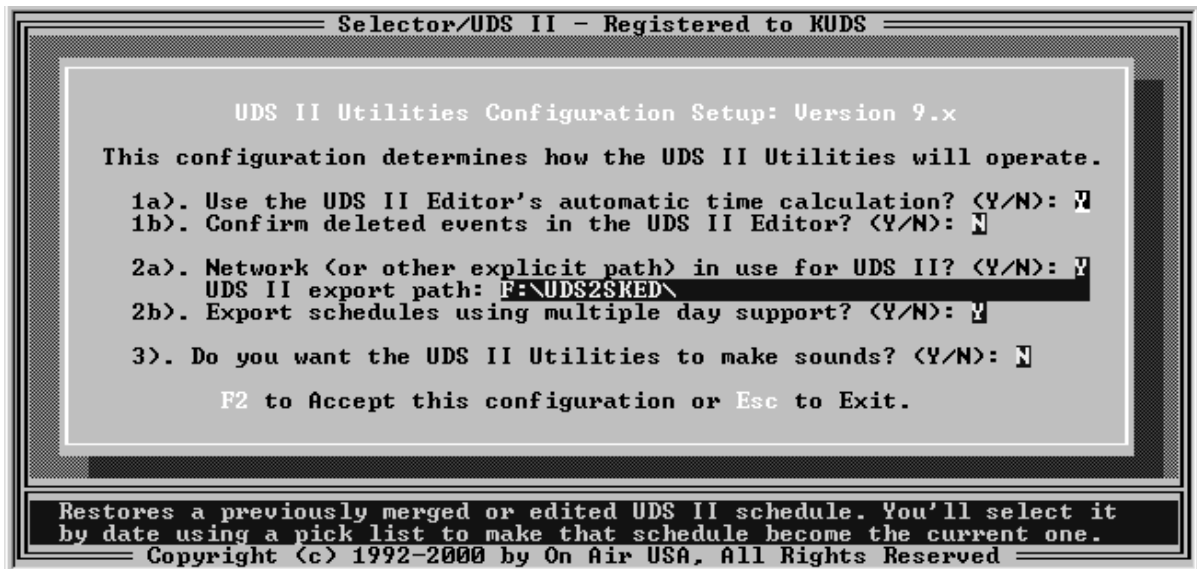 Selector/UDS II - Registered to KUDS
UDS II Utilities Configuration Setup: Version 9.x
This configuration determines how the UDS II Utilities will operate.
1a). Use the UDS II Editor's automatic time calculation? (Y/N): Y
1b). Confirm deleted events in the UDS II Editor? (Y/N): N
2a). Network (or other explicit path) in use for UDS II? (Y/N): Y
UDS II export path: F:\UDS2SKED\
2b). Export schedules using multiple day support? (Y/N): Y
3). Do you want the UDS II Utilities to make sounds? (Y/N): N
F2 to Accept this configuration or Esc to Exit.
Restores a previously merged or edited UDS II schedule. You'll select it
by date using a pick list to make that schedule become the current one.
Copyright (c) 1992-2000 by On Air USA, All Rights Reserved